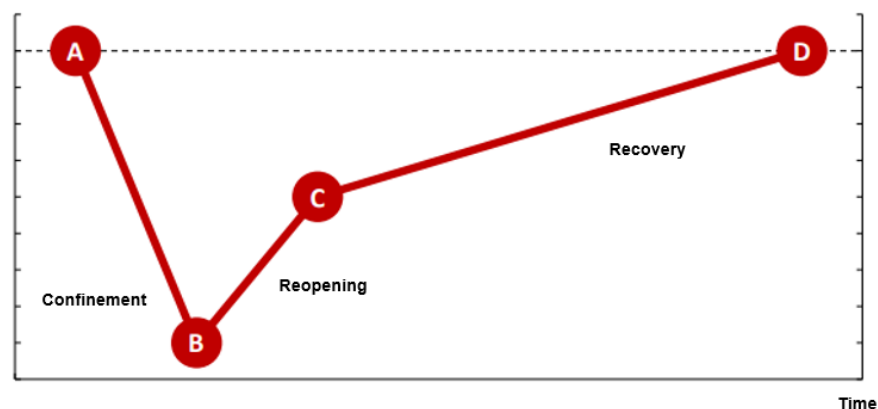 A
D
Recovery
C
Reopening
Confinement
B
Time